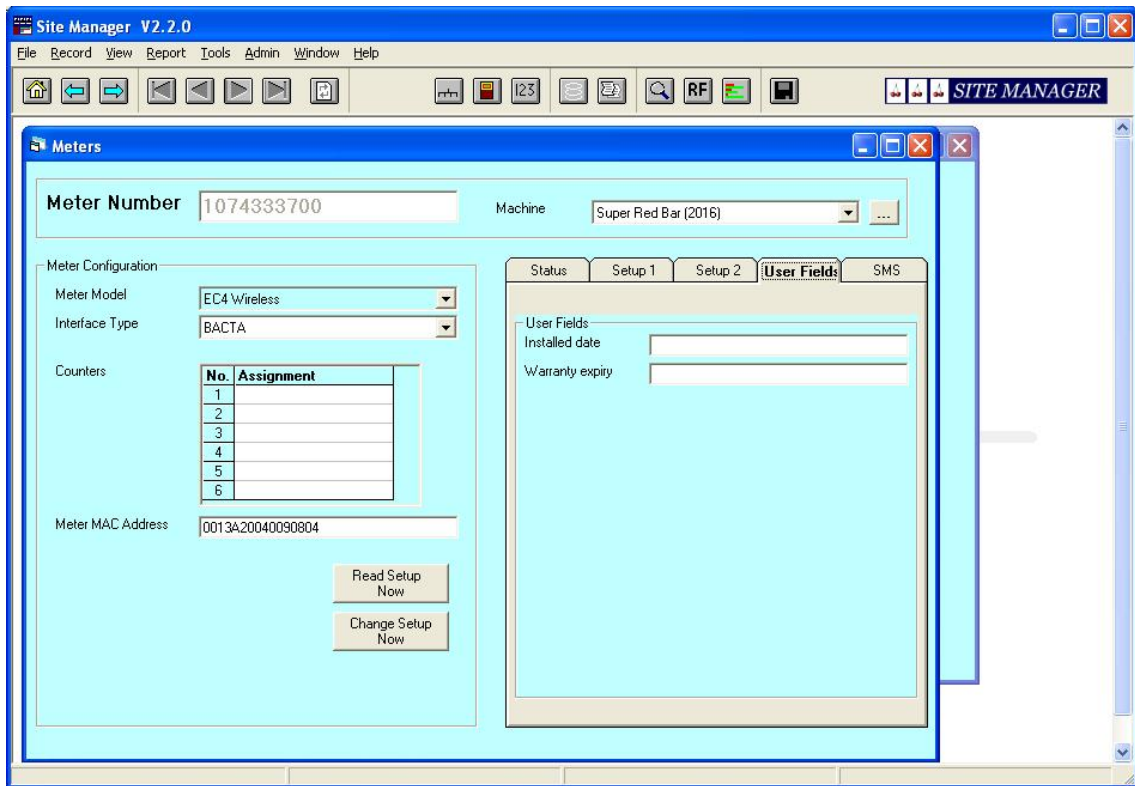 Site Manager V2.2.0
File Record View Report Tools Admin Window Help
123 RF SITE MANAGER
Meters
Meter Number 1074333700 Machine Super Red Bar (2016) ...
Meter Configuration
Meter Model EC4 Wireless
Interface Type BACTA
Counters
No. Assignment
1
2
3
4
5
6
Meter MAC Address 0013A20040090804
Read Setup
Now
Change Setup
Now
Status Setup 1 Setup 2 User Fields SMS
User Fields
Installed date
Warranty expiry